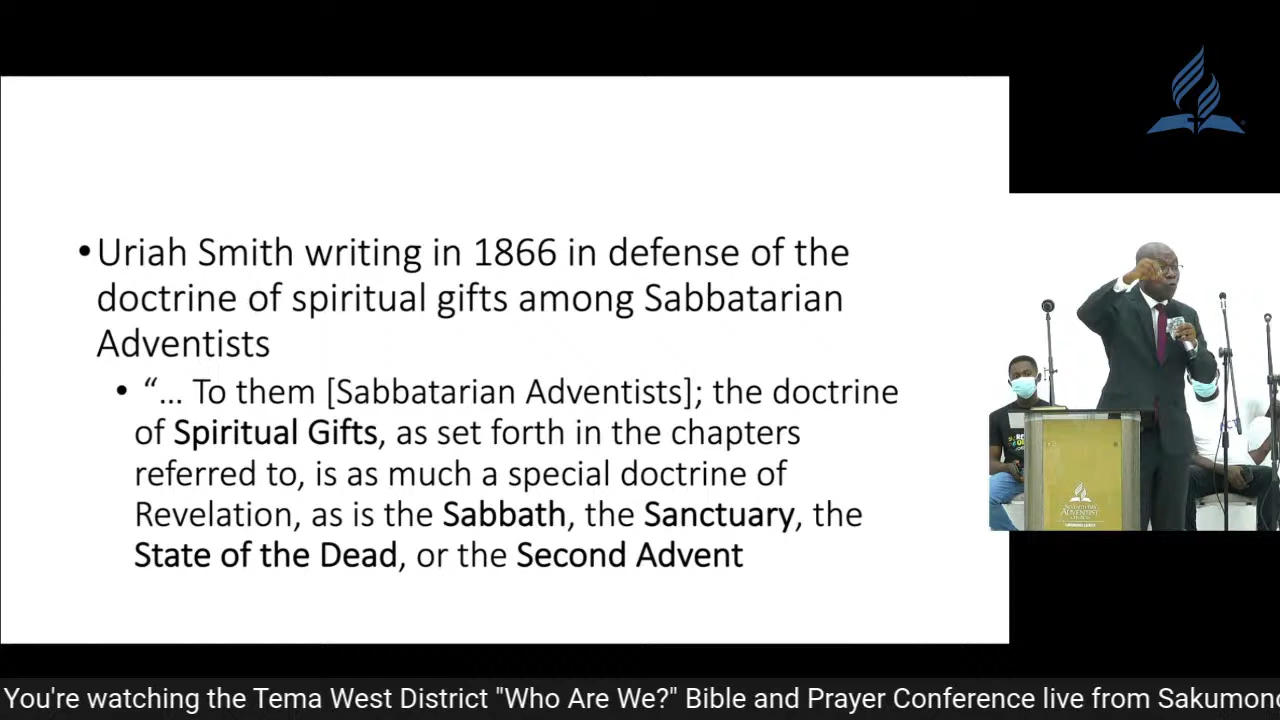 •Uriah Smith writing in 1866 in defense of the
doctrine of spiritual gifts among Sabbatarian
Adventists
• “... To them [Sabbatarian Adventists]; the doctrine
of Spiritual Gifts, as set forth in the chapters
referred to, is as much a special doctrine of
Revelation, as is the Sabbath, the Sanctuary, the
State of the Dead, or the Second Advent
ADVENTIST
You're watching the Tema West District "Who Are We?" Bible and Prayer Conference live from Sakumon